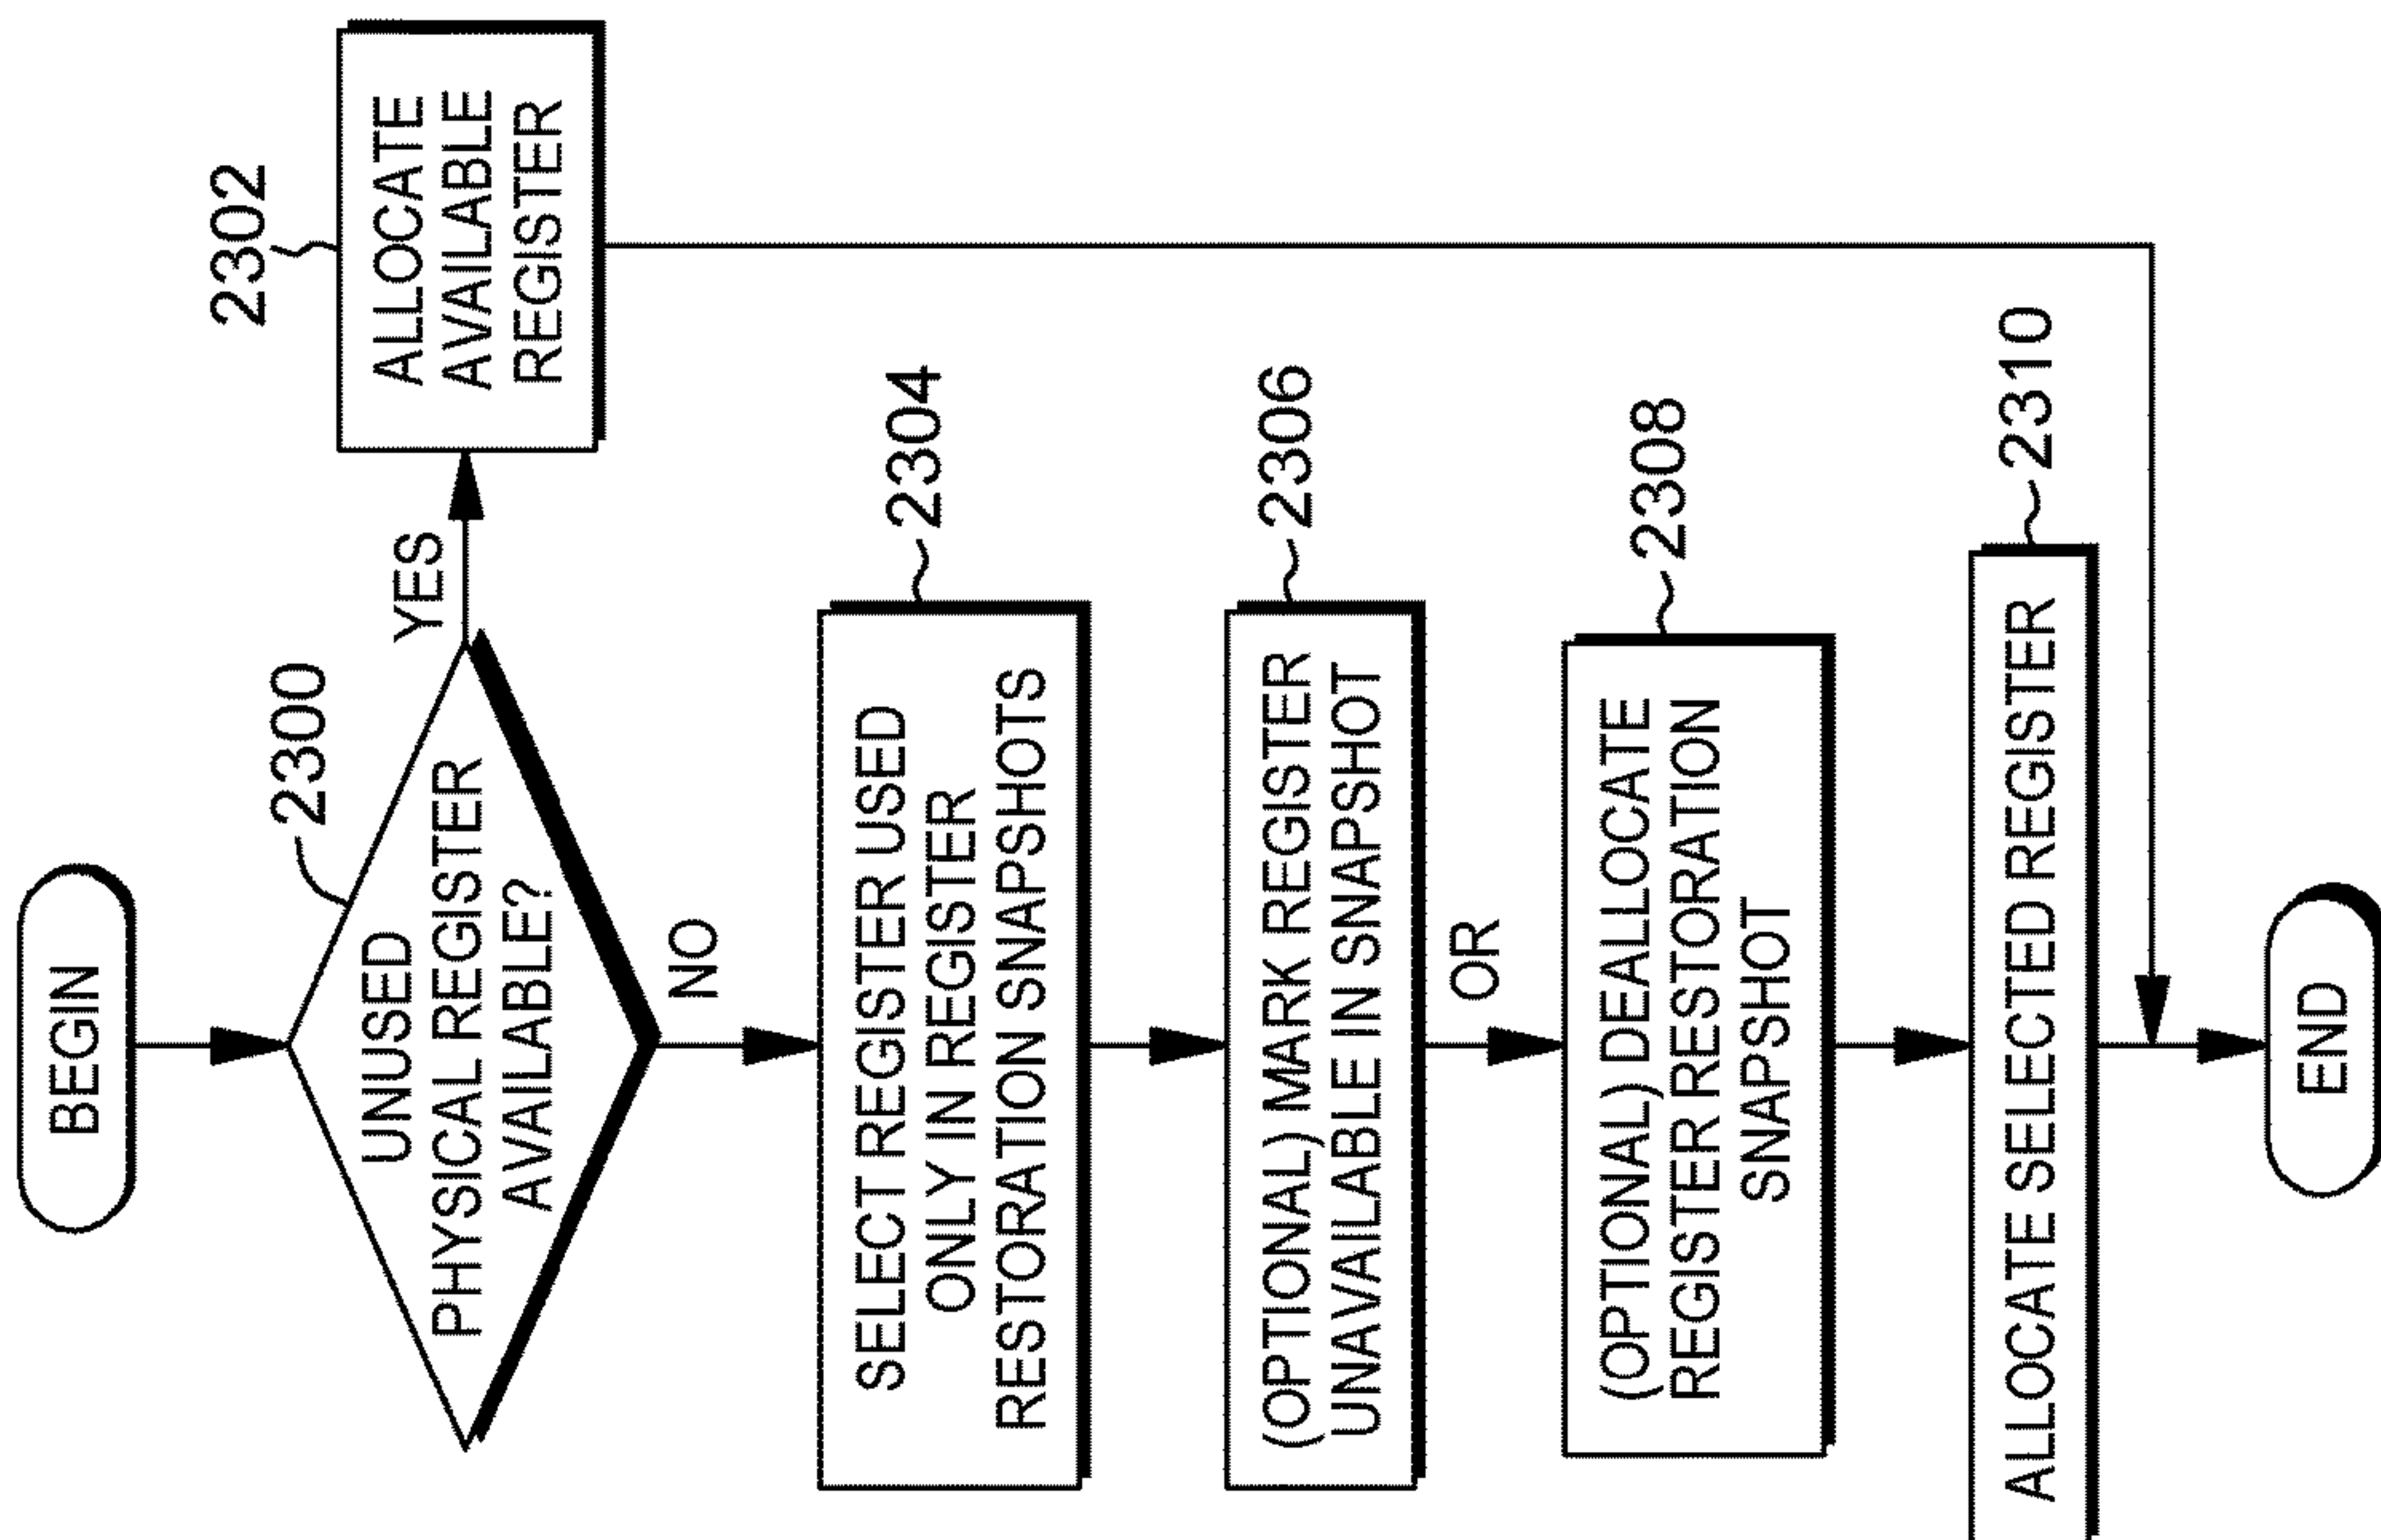 BEGIN
2300
UNUSED
PHYSICAL REGISTER
AVAILABLE?
YES
2302
ALLOCATE
AVAILABLE
REGISTER
NO
2304
SELECT REGISTER USED
ONLY IN REGISTER
RESTORATION SNAPSHOTS
2306
(OPTIONAL) MARK REGISTER
UNAVAILABLE IN SNAPSHOT
OR
2308
(OPTIONAL) DEALLOCATE
REGISTER RESTORATION
SNAPSHOT
2310
ALLOCATE SELECTED REGISTER
END